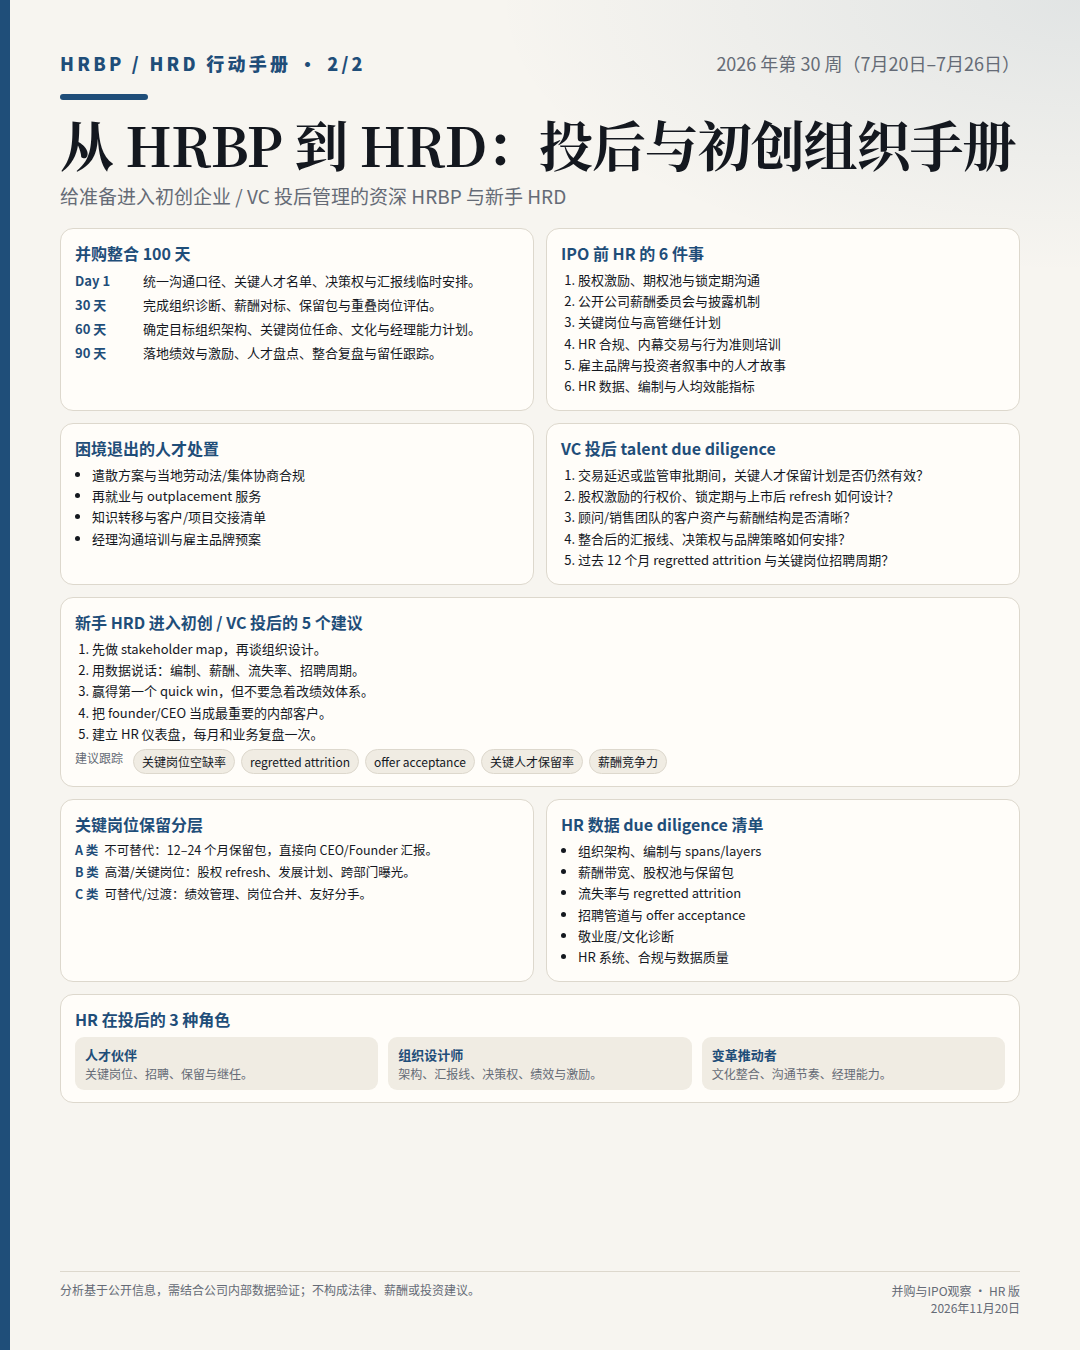 HRBP / HRD 行动手册 · 2/2
2026 年第 30 周（7月20日–7月26日）
从 HRBP 到 HRD：投后与初创组织手册
给准备进入初创企业 / VC 投后管理的资深 HRBP 与新手 HRD
并购整合 100 天
Day 1 统一沟通口径、关键人才名单、决策权与汇报线临时安排。
30 天 完成组织诊断、薪酬对标、保留包与重叠岗位评估。
60 天 确定目标组织架构、关键岗位任命、文化与经理能力计划。
90 天 落地绩效与激励、人才盘点、整合复盘与留任跟踪。
IPO 前 HR 的 6 件事
1. 股权激励、期权池与锁定期沟通
2. 公开公司薪酬委员会与披露机制
3. 关键岗位与高管继任计划
4. HR 合规、内幕交易与行为准则培训
5. 雇主品牌与投资者叙事中的人才故事
6. HR 数据、编制与人均效能指标
困境退出的人才处置
• 遣散方案与当地劳动法/集体协商合规
• 再就业与 outplacement 服务
• 知识转移与客户/项目交接清单
• 经理沟通培训与雇主品牌预案
VC 投后 talent due diligence
1. 交易延迟或监管审批期间，关键人才保留计划是否仍然有效？
2. 股权激励的行权价、锁定期与上市后 refresh 如何设计？
3. 顾问/销售团队的客户资产与薪酬结构是否清晰？
4. 整合后的汇报线、决策权与品牌策略如何安排？
5. 过去 12 个月 regretted attrition 与关键岗位招聘周期？
新手 HRD 进入初创 / VC 投后的 5 个建议
1. 先做 stakeholder map，再谈组织设计。
2. 用数据说话：编制、薪酬、流失率、招聘周期。
3. 赢得第一个 quick win，但不要急着改绩效体系。
4. 把 founder/CEO 当成最重要的内部客户。
5. 建立 HR 仪表盘，每月和业务复盘一次。
建议跟踪 关键岗位空缺率 regretted attrition offer acceptance 关键人才保留率 薪酬竞争力
关键岗位保留分层
A 类 不可替代：12–24 个月保留包，直接向 CEO/Founder 汇报。
B 类 高潜/关键岗位：股权 refresh、发展计划、跨部门曝光。
C 类 可替代/过渡：绩效管理、岗位合并、友好分手。
HR 数据 due diligence 清单
• 组织架构、编制与 spans/layers
• 薪酬带宽、股权池与保留包
• 流失率与 regretted attrition
• 招聘管道与 offer acceptance
• 敬业度/文化诊断
• HR 系统、合规与数据质量
HR 在投后的 3 种角色
人才伙伴
关键岗位、招聘、保留与继任。
组织设计师
架构、汇报线、决策权、绩效与激励。
变革推动者
文化整合、沟通节奏、经理能力。
分析基于公开信息，需结合公司内部数据验证；不构成法律、薪酬或投资建议。
并购与IPO观察 · HR 版
2026年11月20日